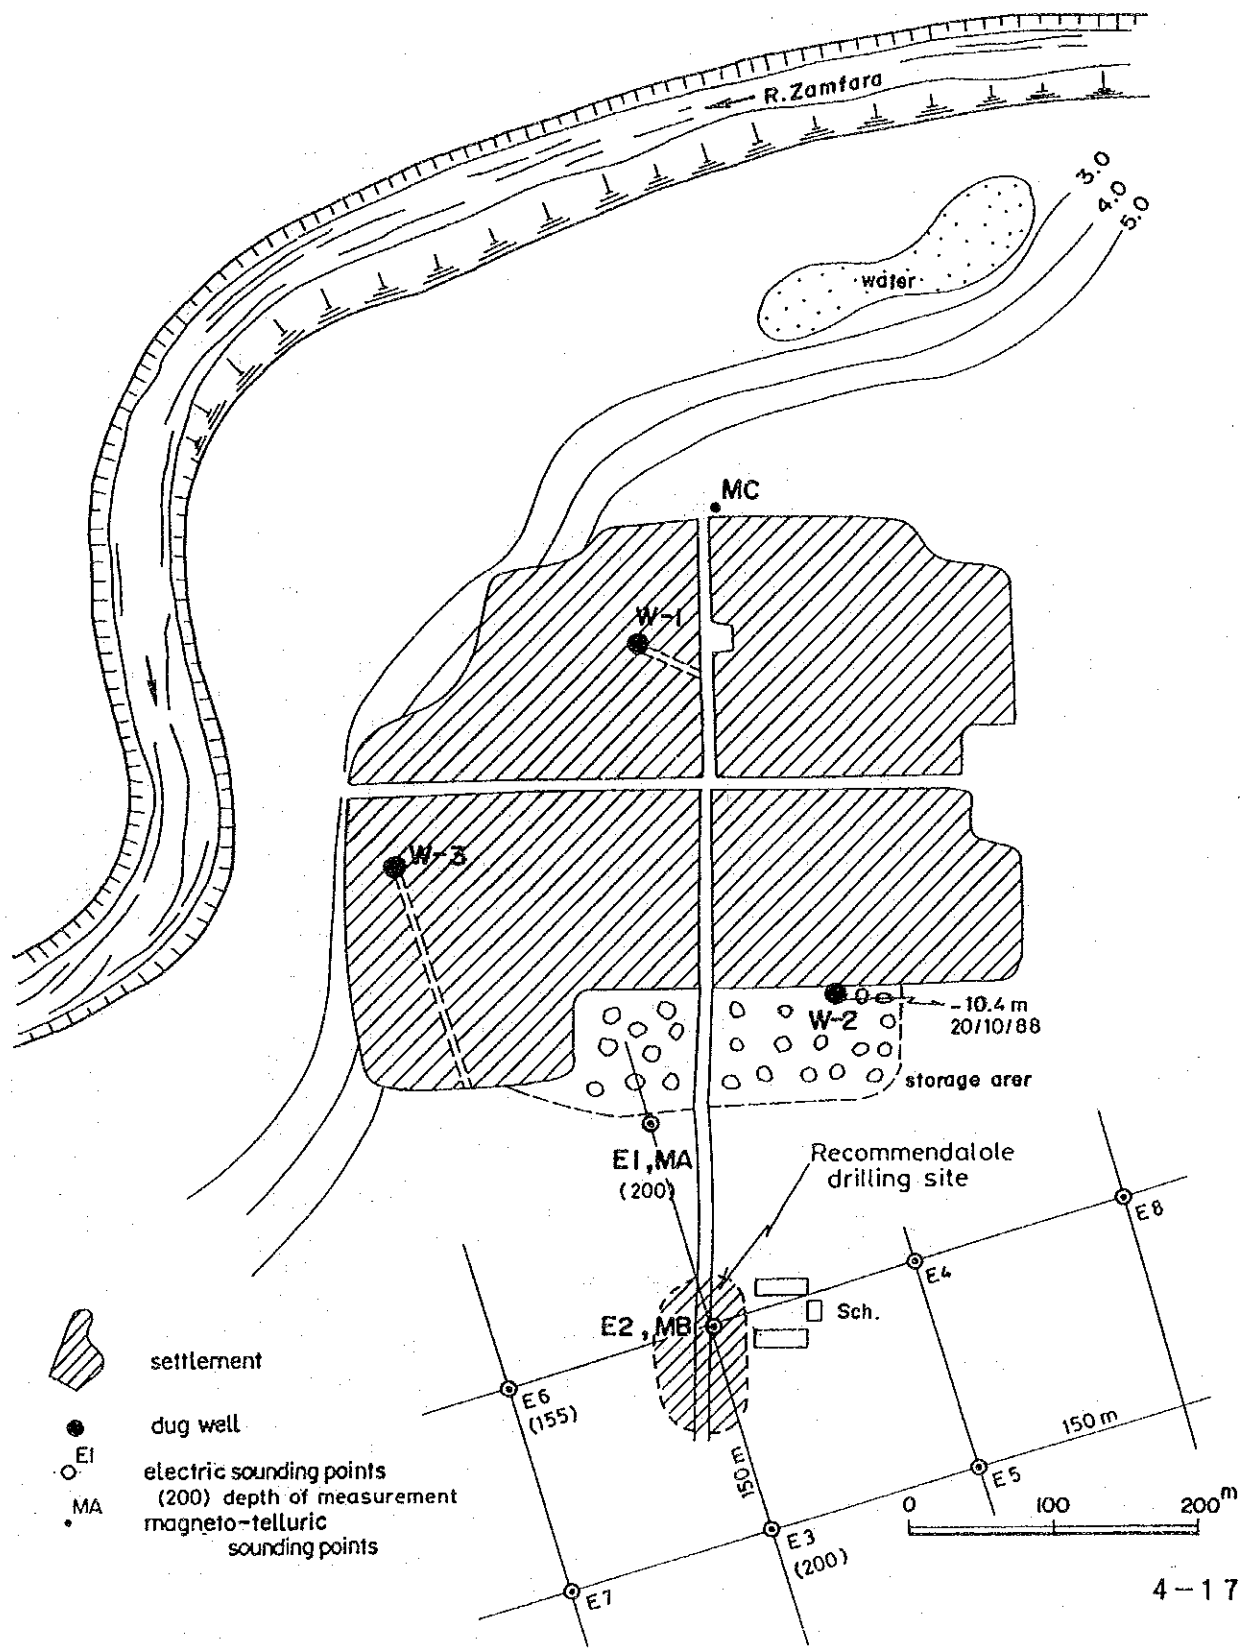 R.Zamfara
3.0
4.0
5.0
water
MC
W-1
W-3
W-2
-10.4 m
20/10/88
storage arer
E1,MA
(200)
Recommendalole
drilling site
E8
E4
E2,MB
Sch.
E6
(155)
150 m
150 m
E5
E3
(200)
E7
settlement
dug well
E1
electric sounding points
(200) depth of measurement
MA
magneto-telluric
sounding points
0 100 200m
4-17